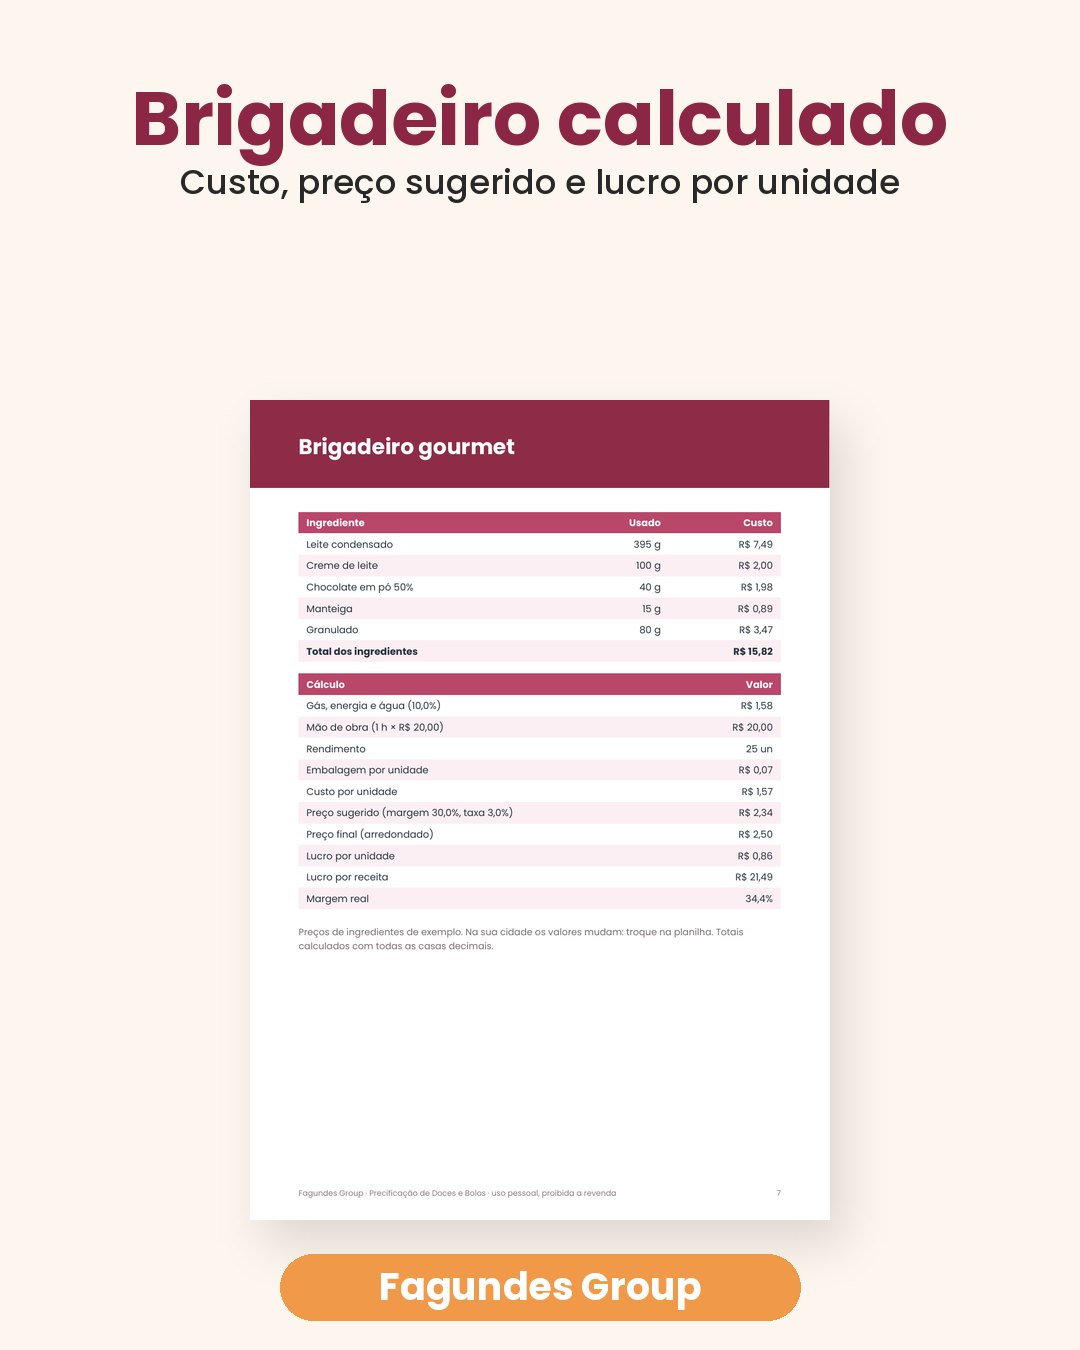 Brigadeiro calculado
Custo, preço sugerido e lucro por unidade
Brigadeiro gourmet
Ingrediente Usado Custo
Leite condensado 395 g R$ 7,49
Creme de leite 100 g R$ 2,00
Chocolate em pó 50% 40 g R$ 1,98
Manteiga 15 g R$ 0,89
Granulado 80 g R$ 3,47
Total dos ingredientes R$ 15,82
Cálculo Valor
Gás, energia e água (10,0%) R$ 1,58
Mão de obra (1 h × R$ 20,00) R$ 20,00
Rendimento 25 un
Embalagem por unidade R$ 0,07
Custo por unidade R$ 1,57
Preço sugerido (margem 30,0%, taxa 3,0%) R$ 2,34
Preço final (arredondado) R$ 2,50
Lucro por unidade R$ 0,86
Lucro por receita R$ 21,49
Margem real 34,4%
Preços de ingredientes de exemplo. Na sua cidade os valores mudam: troque na planilha. Totais
calculados com todas as casas decimais.
Fagundes Group · Precificação de Doces e Bolos · uso pessoal, proibida a revenda 7
Fagundes Group